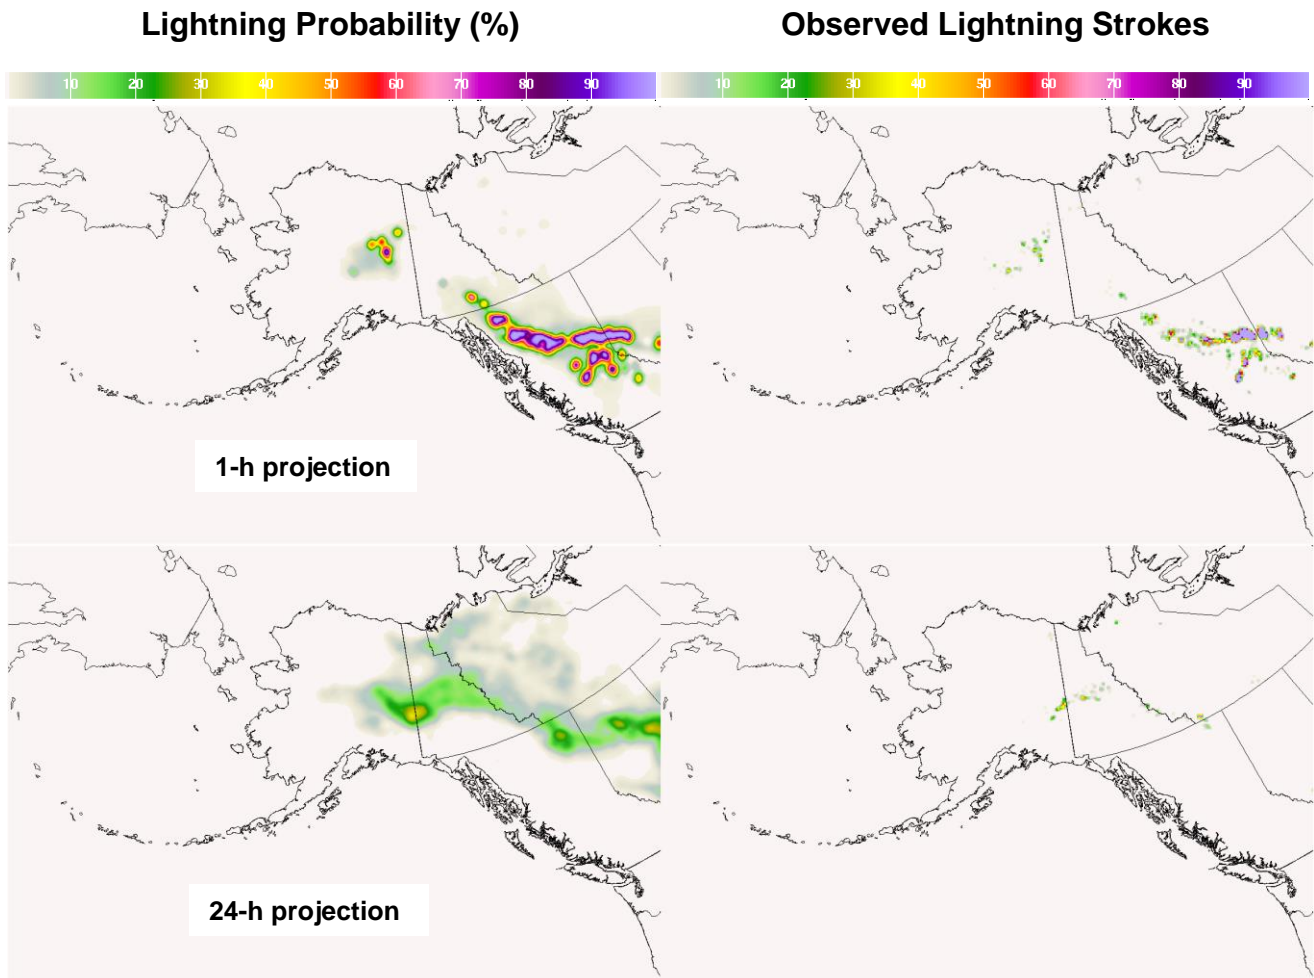 Lightning Probability (%)
Observed Lightning Strokes
10 20 30 40 50 60 70 80 90
10 20 30 40 50 60 70 80 90
1-h projection
24-h projection